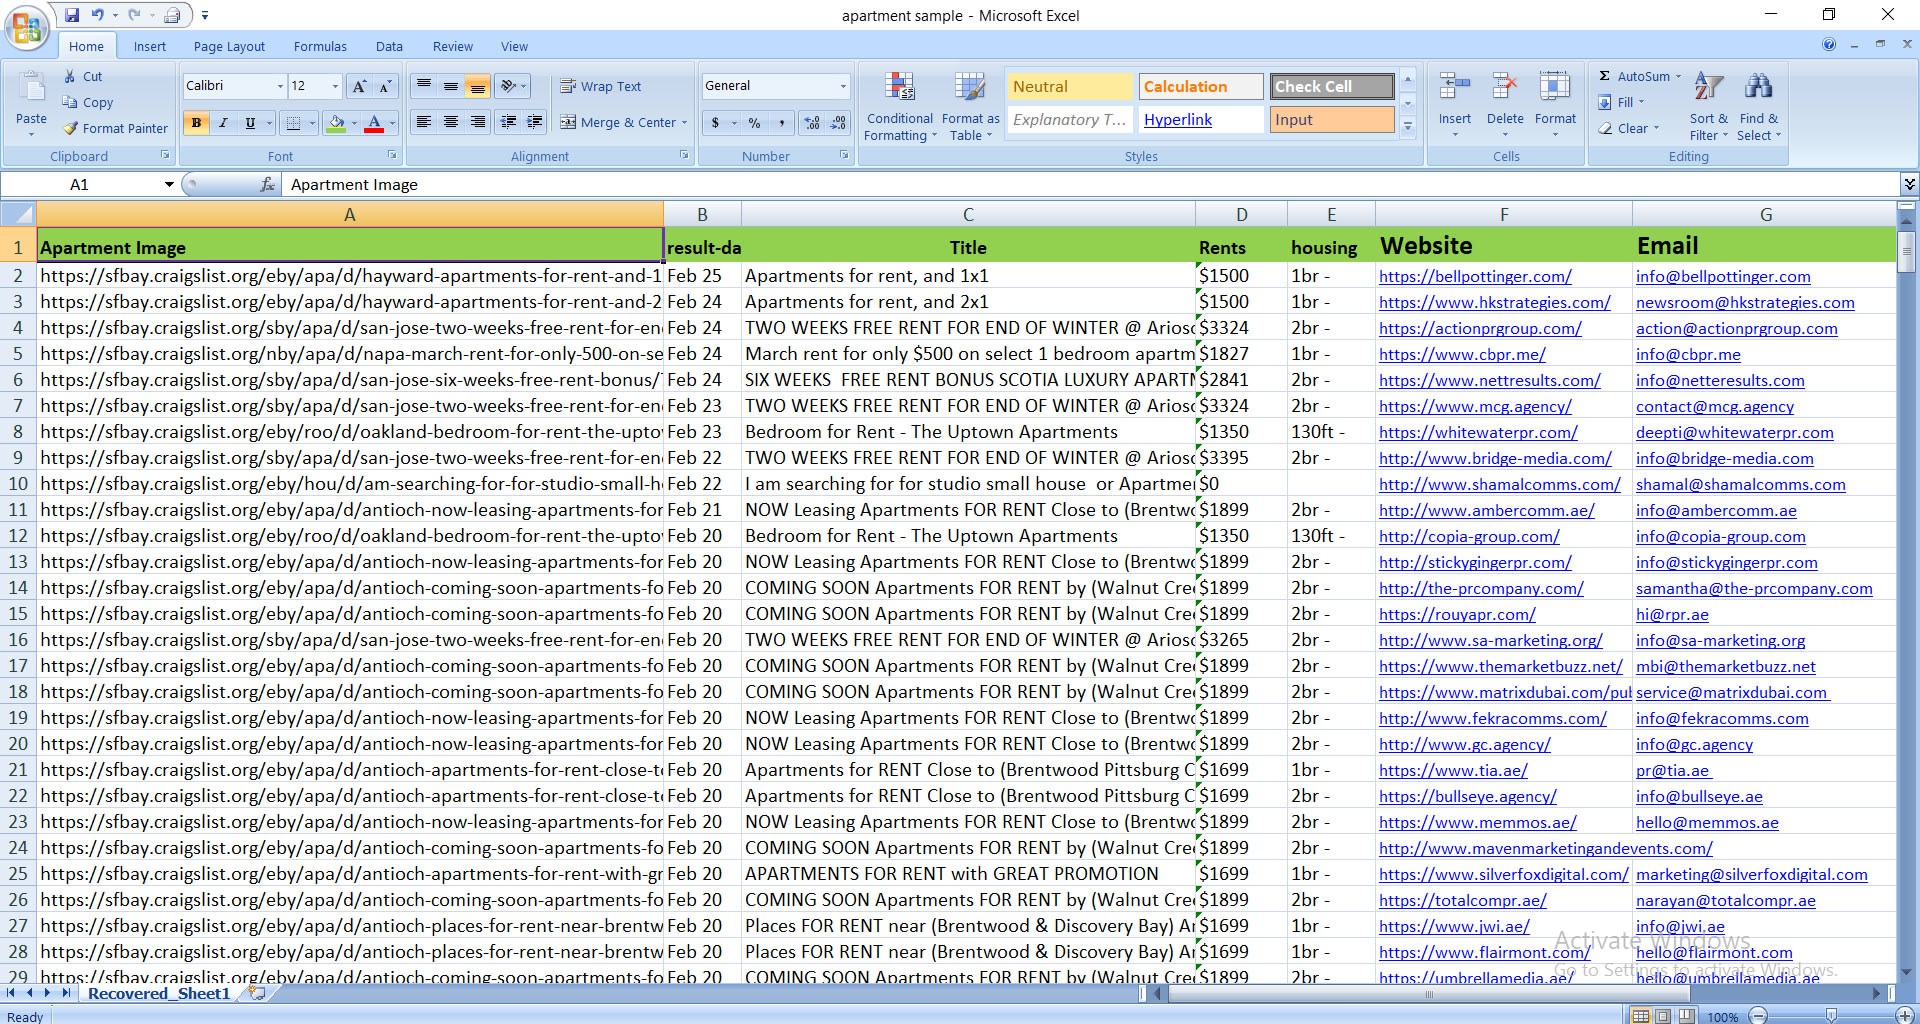 apartment sample - Microsoft Excel
Home Insert Page Layout Formulas Data Review View
Paste Cut Copy Format Painter Clipboard
Calibri 12 B I U A A A Font
Wrap Text Merge & Center Alignment
General $ % , Number
Conditional Formatting Format as Table Neutral Calculation Check Cell Explanatory T... Hyperlink Input Styles
Insert Delete Format Cells
Σ AutoSum Fill Clear Sort & Filter Find & Select Editing
A1 fx Apartment Image
A B C D E F G
1 Apartment Image result-da Title Rents housing Website Email
2 https://sfbay.craigslist.org/eby/apa/d/hayward-apartments-for-rent-and-1 Feb 25 Apartments for rent, and 1x1 $1500 1br - https://bellpottinger.com/ info@bellpottinger.com
3 https://sfbay.craigslist.org/eby/apa/d/hayward-apartments-for-rent-and-2 Feb 24 Apartments for rent, and 2x1 $1500 1br - https://www.hkstrategies.com/ newsroom@hkstrategies.com
4 https://sfbay.craigslist.org/sby/apa/d/san-jose-two-weeks-free-rent-for-en Feb 24 TWO WEEKS FREE RENT FOR END OF WINTER @ Arioso $3324 2br - https://actionprgroup.com/ action@actionprgroup.com
5 https://sfbay.craigslist.org/nby/apa/d/napa-march-rent-for-only-500-on-se Feb 24 March rent for only $500 on select 1 bedroom apartm $1827 1br - https://www.cbpr.me/ info@cbpr.me
6 https://sfbay.craigslist.org/sby/apa/d/san-jose-six-weeks-free-rent-bonus/ Feb 24 SIX WEEKS  FREE RENT BONUS SCOTIA LUXURY APARTM $2841 2br - https://www.nettresults.com/ info@netteresults.com
7 https://sfbay.craigslist.org/sby/apa/d/san-jose-two-weeks-free-rent-for-en Feb 23 TWO WEEKS FREE RENT FOR END OF WINTER @ Arioso $3324 2br - https://www.mcg.agency/ contact@mcg.agency
8 https://sfbay.craigslist.org/eby/roo/d/oakland-bedroom-for-rent-the-upto Feb 23 Bedroom for Rent - The Uptown Apartments $1350 130ft - https://whitewaterpr.com/ deepti@whitewaterpr.com
9 https://sfbay.craigslist.org/sby/apa/d/san-jose-two-weeks-free-rent-for-en Feb 22 TWO WEEKS FREE RENT FOR END OF WINTER @ Arioso $3395 2br - http://www.bridge-media.com/ info@bridge-media.com
10 https://sfbay.craigslist.org/eby/hou/d/am-searching-for-for-studio-small-h Feb 22 I am searching for for studio small house  or Apartmen $0 http://www.shamalcomms.com/ shamal@shamalcomms.com
11 https://sfbay.craigslist.org/eby/apa/d/antioch-now-leasing-apartments-for Feb 21 NOW Leasing Apartments FOR RENT Close to (Brentwo $1899 2br - http://www.ambercomm.ae/ info@ambercomm.ae
12 https://sfbay.craigslist.org/eby/roo/d/oakland-bedroom-for-rent-the-upto Feb 20 Bedroom for Rent - The Uptown Apartments $1350 130ft - http://copia-group.com/ info@copia-group.com
13 https://sfbay.craigslist.org/eby/apa/d/antioch-now-leasing-apartments-for Feb 20 NOW Leasing Apartments FOR RENT Close to (Brentwo $1899 2br - http://stickygingerpr.com/ info@stickygingerpr.com
14 https://sfbay.craigslist.org/eby/apa/d/antioch-coming-soon-apartments-fo Feb 20 COMING SOON Apartments FOR RENT by (Walnut Cree $1899 2br - http://the-prcompany.com/ samantha@the-prcompany.com
15 https://sfbay.craigslist.org/eby/apa/d/antioch-coming-soon-apartments-fo Feb 20 COMING SOON Apartments FOR RENT by (Walnut Cree $1899 2br - https://rouyapr.com/ hi@rpr.ae
16 https://sfbay.craigslist.org/sby/apa/d/san-jose-two-weeks-free-rent-for-en Feb 20 TWO WEEKS FREE RENT FOR END OF WINTER @ Arioso $3265 2br - http://www.sa-marketing.org/ info@sa-marketing.org
17 https://sfbay.craigslist.org/eby/apa/d/antioch-coming-soon-apartments-fo Feb 20 COMING SOON Apartments FOR RENT by (Walnut Cree $1899 2br - https://www.themarketbuzz.net/ mbi@themarketbuzz.net
18 https://sfbay.craigslist.org/eby/apa/d/antioch-coming-soon-apartments-fo Feb 20 COMING SOON Apartments FOR RENT by (Walnut Cree $1899 2br - https://www.matrixdubai.com/pub service@matrixdubai.com
19 https://sfbay.craigslist.org/eby/apa/d/antioch-now-leasing-apartments-for Feb 20 NOW Leasing Apartments FOR RENT Close to (Brentwo $1899 2br - http://www.fekracomms.com/ info@fekracomms.com
20 https://sfbay.craigslist.org/eby/apa/d/antioch-now-leasing-apartments-for Feb 20 NOW Leasing Apartments FOR RENT Close to (Brentwo $1899 2br - http://www.gc.agency/ info@gc.agency
21 https://sfbay.craigslist.org/eby/apa/d/antioch-apartments-for-rent-close-to Feb 20 Apartments for RENT Close to (Brentwood Pittsburg C $1699 1br - https://www.tia.ae/ pr@tia.ae
22 https://sfbay.craigslist.org/eby/apa/d/antioch-apartments-for-rent-close-to Feb 20 Apartments for RENT Close to (Brentwood Pittsburg C $1699 2br - https://bullseye.agency/ info@bullseye.ae
23 https://sfbay.craigslist.org/eby/apa/d/antioch-now-leasing-apartments-for Feb 20 NOW Leasing Apartments FOR RENT Close to (Brentwo $1899 2br - https://www.memmos.ae/ hello@memmos.ae
24 https://sfbay.craigslist.org/eby/apa/d/antioch-coming-soon-apartments-fo Feb 20 COMING SOON Apartments FOR RENT by (Walnut Cree $1899 2br - http://www.mavenmarketingandevents.com/
25 https://sfbay.craigslist.org/eby/apa/d/antioch-apartments-for-rent-with-gr Feb 20 APARTMENTS FOR RENT with GREAT PROMOTION $1699 1br - https://www.silverfoxdigital.com/ marketing@silverfoxdigital.com
26 https://sfbay.craigslist.org/eby/apa/d/antioch-coming-soon-apartments-fo Feb 20 COMING SOON Apartments FOR RENT by (Walnut Cree $1899 2br - https://totalcompr.ae/ narayan@totalcompr.ae
27 https://sfbay.craigslist.org/eby/apa/d/antioch-places-for-rent-near-brentw Feb 20 Places FOR RENT near (Brentwood & Discovery Bay) An $1699 1br - https://www.jwi.ae/ info@jwi.ae
28 https://sfbay.craigslist.org/eby/apa/d/antioch-places-for-rent-near-brentw Feb 20 Places FOR RENT near (Brentwood & Discovery Bay) An $1699 1br - https://www.flairmont.com/ hello@flairmont.com
29 https://sfbay.craigslist.org/eby/apa/d/antioch-coming-soon-apartments-fo Feb 20 COMING SOON Apartments FOR RENT by (Walnut Cree $1899 2br - https://umbrellamedia.ae/ hello@umbrellamedia.ae
Activate Windows
Go to Settings to activate Windows.
Recovered_Sheet1
Ready 100%